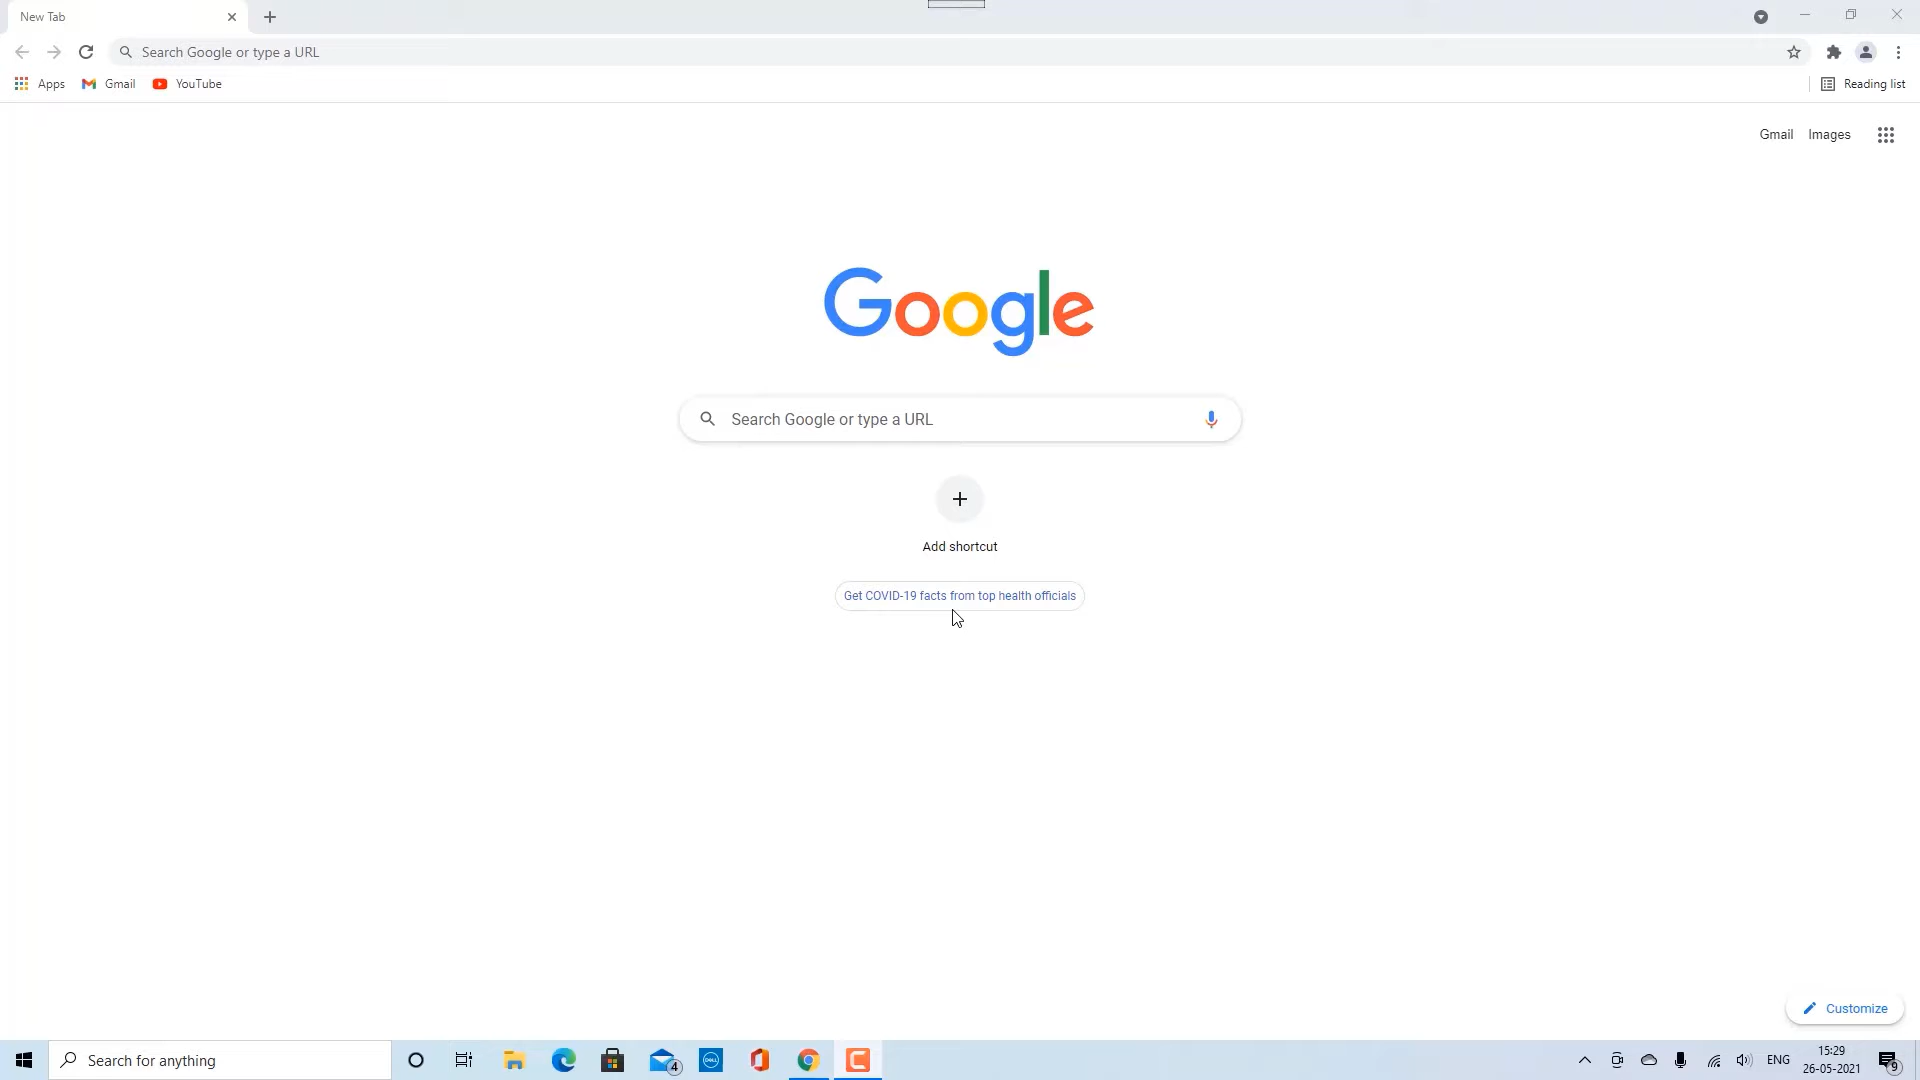 New Tab
Search Google or type a URL
Apps
Gmail
YouTube
Reading list
Gmail
Images
Google
Search Google or type a URL
Add shortcut
Get COVID-19 facts from top health officials
Customize
Search for anything
4
DELL
ENG
15:29
26-05-2021
9